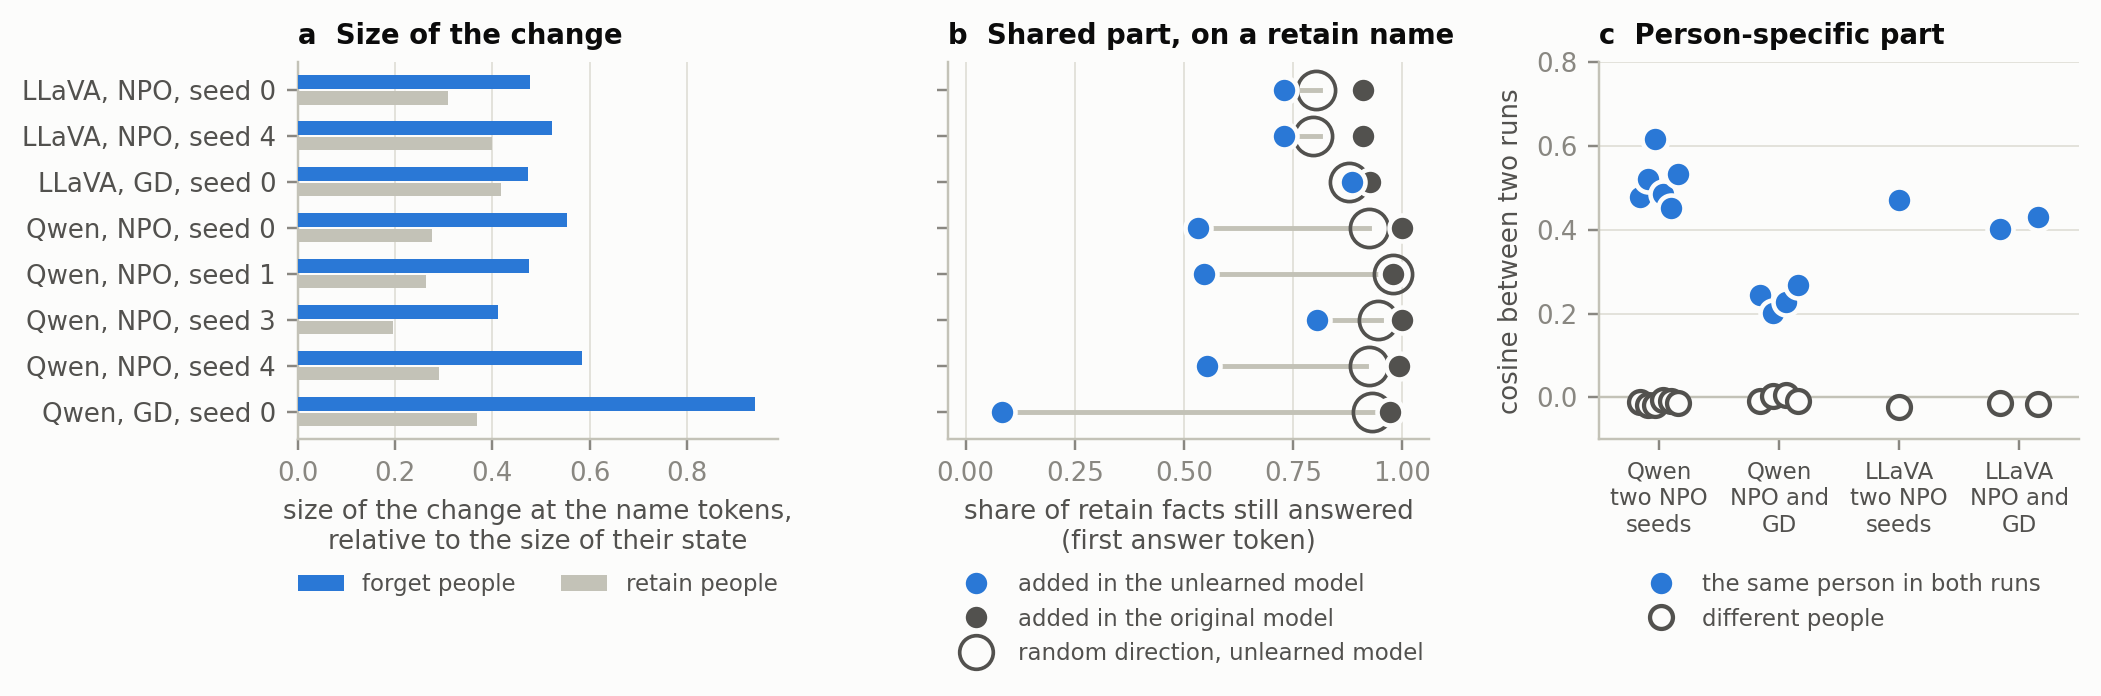 a Size of the change
LLaVA, NPO, seed 0
LLaVA, NPO, seed 4
LLaVA, GD, seed 0
Qwen, NPO, seed 0
Qwen, NPO, seed 1
Qwen, NPO, seed 3
Qwen, NPO, seed 4
Qwen, GD, seed 0
0.0 0.2 0.4 0.6 0.8
size of the change at the name tokens,
relative to the size of their state
forget people retain people
b Shared part, on a retain name
0.00 0.25 0.50 0.75 1.00
share of retain facts still answered
(first answer token)
added in the unlearned model
added in the original model
random direction, unlearned model
c Person-specific part
cosine between two runs
0.8
0.6
0.4
0.2
0.0
Qwen
two NPO
seeds
Qwen
NPO and
GD
LLaVA
two NPO
seeds
LLaVA
NPO and
GD
the same person in both runs
different people